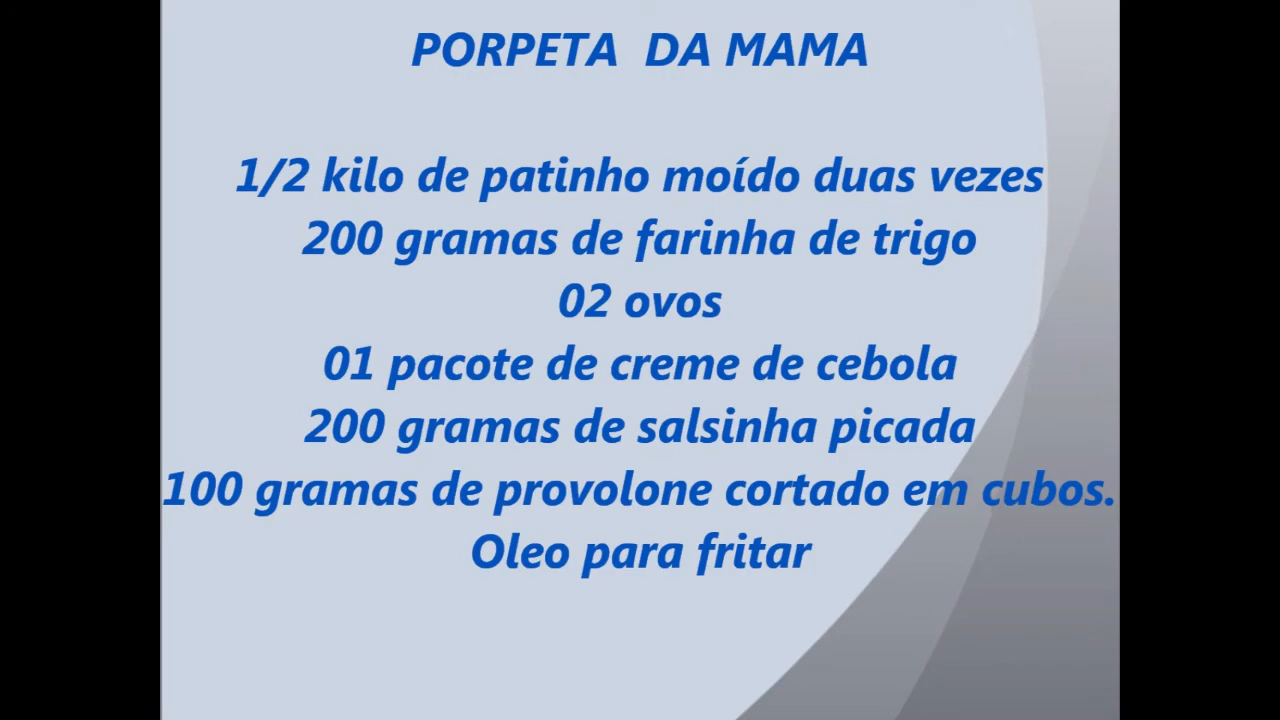 PORPETA DA MAMA
1/2 kilo de patinho moído duas vezes
200 gramas de farinha de trigo
02 ovos
01 pacote de creme de cebola
200 gramas de salsinha picada
100 gramas de provolone cortado em cubos.
Oleo para fritar